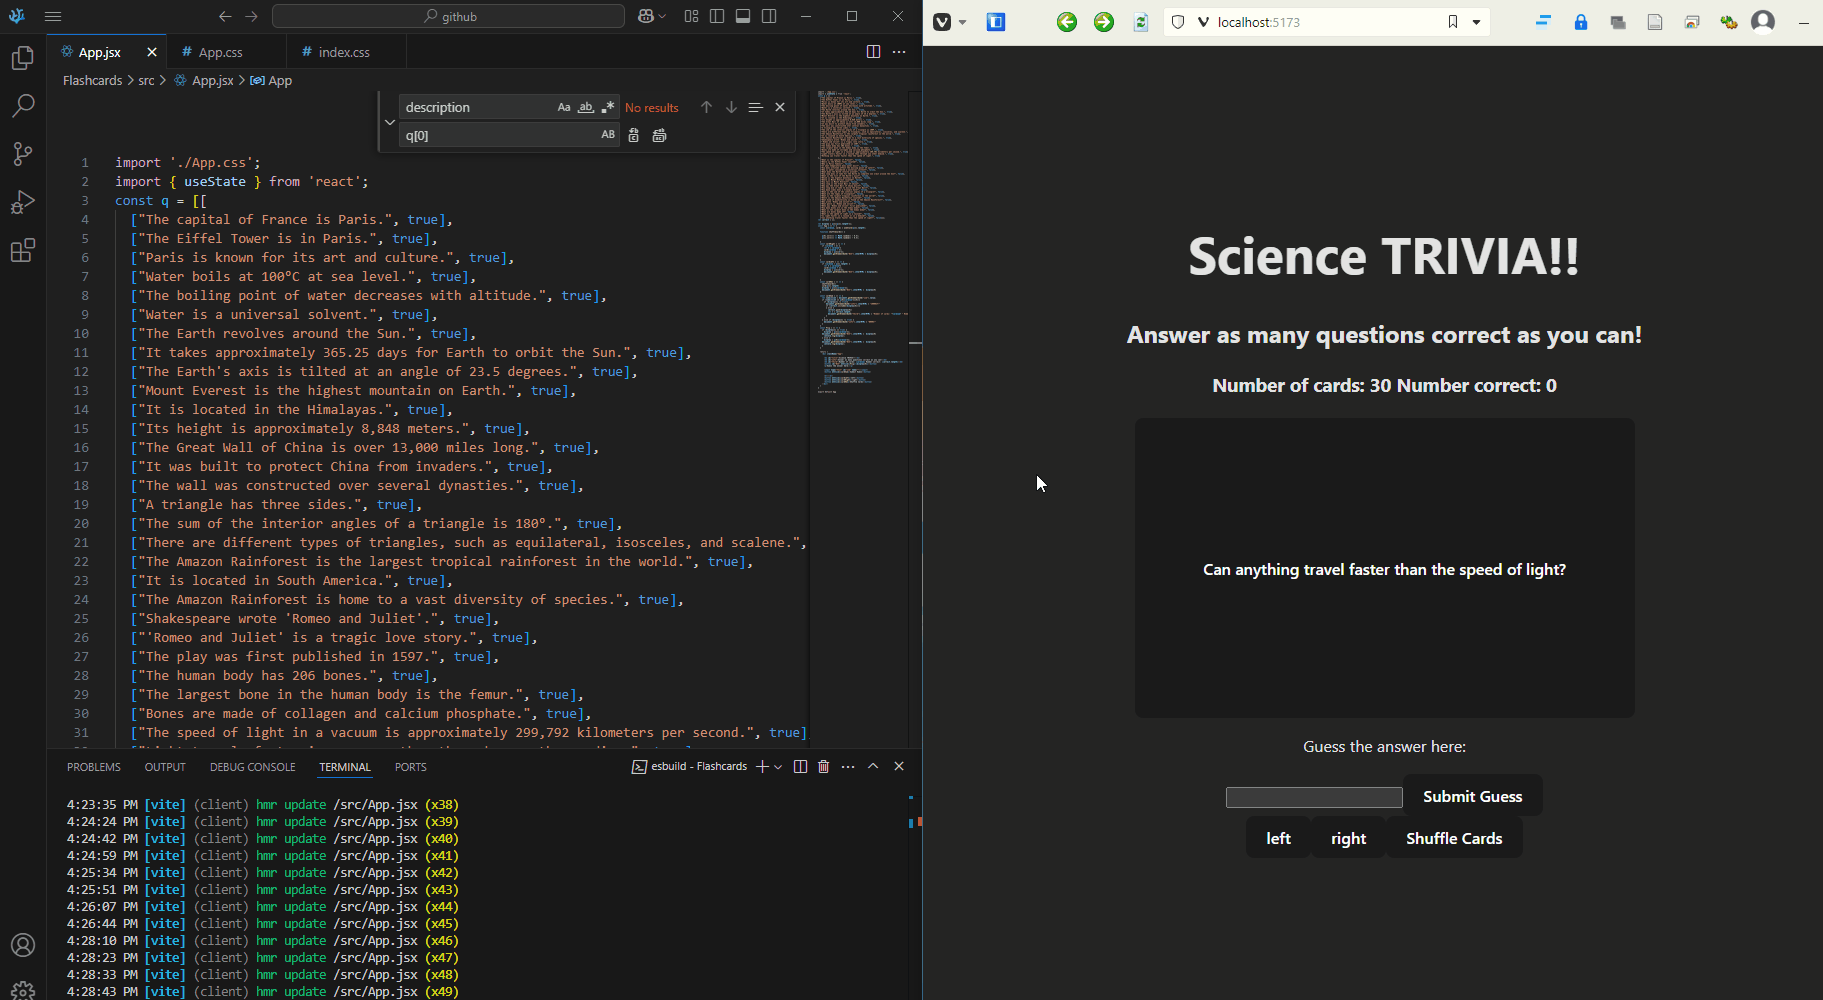 github
App.jsx
App.css
index.css
Flashcards > src > App.jsx > App
description
Aa ab .* No results
q[0]
AB
1 import './App.css';
2 import { useState } from 'react';
3 const q = [[
4 ["The capital of France is Paris.", true],
5 ["The Eiffel Tower is in Paris.", true],
6 ["Paris is known for its art and culture.", true],
7 ["Water boils at 100°C at sea level.", true],
8 ["The boiling point of water decreases with altitude.", true],
9 ["Water is a universal solvent.", true],
10 ["The Earth revolves around the Sun.", true],
11 ["It takes approximately 365.25 days for Earth to orbit the Sun.", true],
12 ["The Earth's axis is tilted at an angle of 23.5 degrees.", true],
13 ["Mount Everest is the highest mountain on Earth.", true],
14 ["It is located in the Himalayas.", true],
15 ["Its height is approximately 8,848 meters.", true],
16 ["The Great Wall of China is over 13,000 miles long.", true],
17 ["It was built to protect China from invaders.", true],
18 ["The wall was constructed over several dynasties.", true],
19 ["A triangle has three sides.", true],
20 ["The sum of the interior angles of a triangle is 180°.", true],
21 ["There are different types of triangles, such as equilateral, isosceles, and scalene.",
22 ["The Amazon Rainforest is the largest tropical rainforest in the world.", true],
23 ["It is located in South America.", true],
24 ["The Amazon Rainforest is home to a vast diversity of species.", true],
25 ["Shakespeare wrote 'Romeo and Juliet'.", true],
26 ["'Romeo and Juliet' is a tragic love story.", true],
27 ["The play was first published in 1597.", true],
28 ["The human body has 206 bones.", true],
29 ["The largest bone in the human body is the femur.", true],
30 ["Bones are made of collagen and calcium phosphate.", true],
31 ["The speed of light in a vacuum is approximately 299,792 kilometers per second.", true]
PROBLEMS OUTPUT DEBUG CONSOLE TERMINAL PORTS
esbuild - Flashcards
4:23:35 PM [vite] (client) hmr update /src/App.jsx (x38)
4:24:24 PM [vite] (client) hmr update /src/App.jsx (x39)
4:24:42 PM [vite] (client) hmr update /src/App.jsx (x40)
4:24:59 PM [vite] (client) hmr update /src/App.jsx (x41)
4:25:34 PM [vite] (client) hmr update /src/App.jsx (x42)
4:25:51 PM [vite] (client) hmr update /src/App.jsx (x43)
4:26:07 PM [vite] (client) hmr update /src/App.jsx (x44)
4:26:44 PM [vite] (client) hmr update /src/App.jsx (x45)
4:28:10 PM [vite] (client) hmr update /src/App.jsx (x46)
4:28:23 PM [vite] (client) hmr update /src/App.jsx (x47)
4:28:33 PM [vite] (client) hmr update /src/App.jsx (x48)
4:28:43 PM [vite] (client) hmr update /src/App.jsx (x49)
localhost:5173
Science TRIVIA!!
Answer as many questions correct as you can!
Number of cards: 30 Number correct: 0
Can anything travel faster than the speed of light?
Guess the answer here:
Submit Guess
left right Shuffle Cards